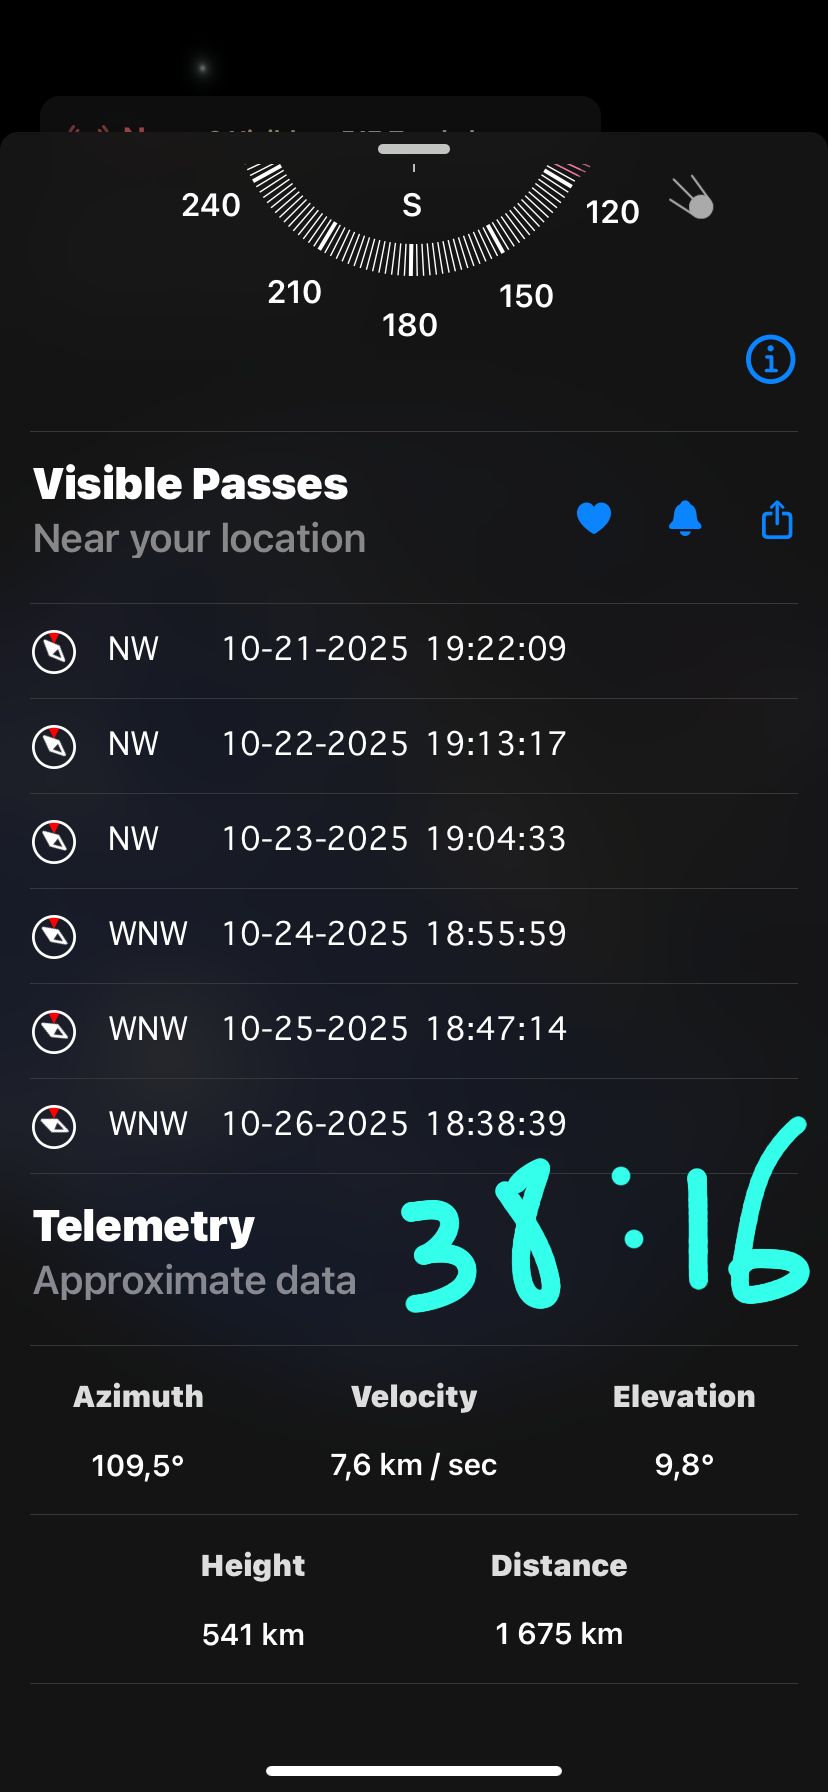 240
S
120
210
150
180
Visible Passes
Near your location
NW 10-21-2025 19:22:09
NW 10-22-2025 19:13:17
NW 10-23-2025 19:04:33
WNW 10-24-2025 18:55:59
WNW 10-25-2025 18:47:14
WNW 10-26-2025 18:38:39
38:16
Telemetry
Approximate data
Azimuth Velocity Elevation
109,5° 7,6 km / sec 9,8°
Height Distance
541 km 1 675 km